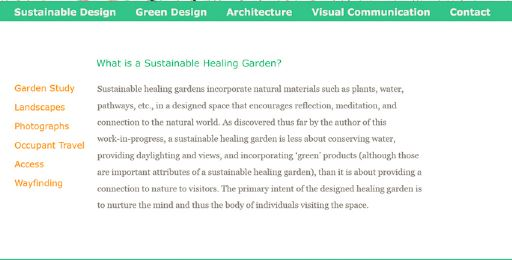 Sustainable Design Green Design Architecture Visual Communication Contact
What is a Sustainable Healing Garden?
Garden Study
Landscapes
Photographs
Occupant Travel
Access
Wayfinding
Sustainable healing gardens incorporate natural materials such as plants, water,
pathways, etc., in a designed space that encourages reflection, meditation, and
connection to the natural world. As discovered thus far by the author of this
work-in-progress, a sustainable healing garden is less about conserving water,
providing daylighting and views, and incorporating 'green' products (although those
are important attributes of a sustainable healing garden), than it is about providing a
connection to nature to visitors. The primary intent of the designed healing garden is
to nurture the mind and thus the body of individuals visiting the space.